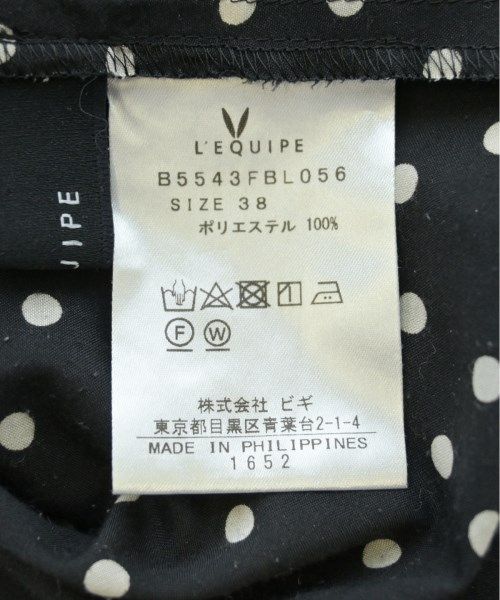 L'EQUIPE
B5543FBL056
SIZE 38
ポリエステル 100%
F W
株式会社 ビギ
東京都目黒区青葉台2-1-4
MADE IN PHILIPPINES
1652
UIPE